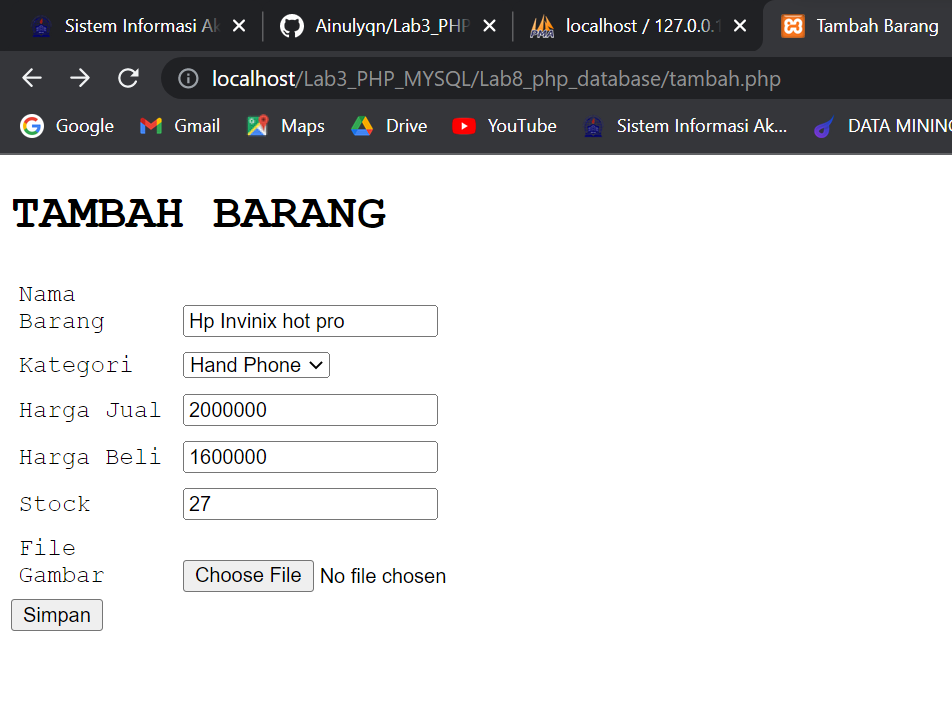 Sistem Informasi Ak
Ainulyqn/Lab3_PHP
localhost / 127.0.0.1
Tambah Barang
localhost/Lab3_PHP_MYSQL/Lab8_php_database/tambah.php
Google
Gmail
Maps
Drive
YouTube
Sistem Informasi Ak...
DATA MINING
TAMBAH BARANG
Nama
Barang
Hp Invinix hot pro
Kategori
Hand Phone
Harga Jual
2000000
Harga Beli
1600000
Stock
27
File
Gambar
Choose File No file chosen
Simpan